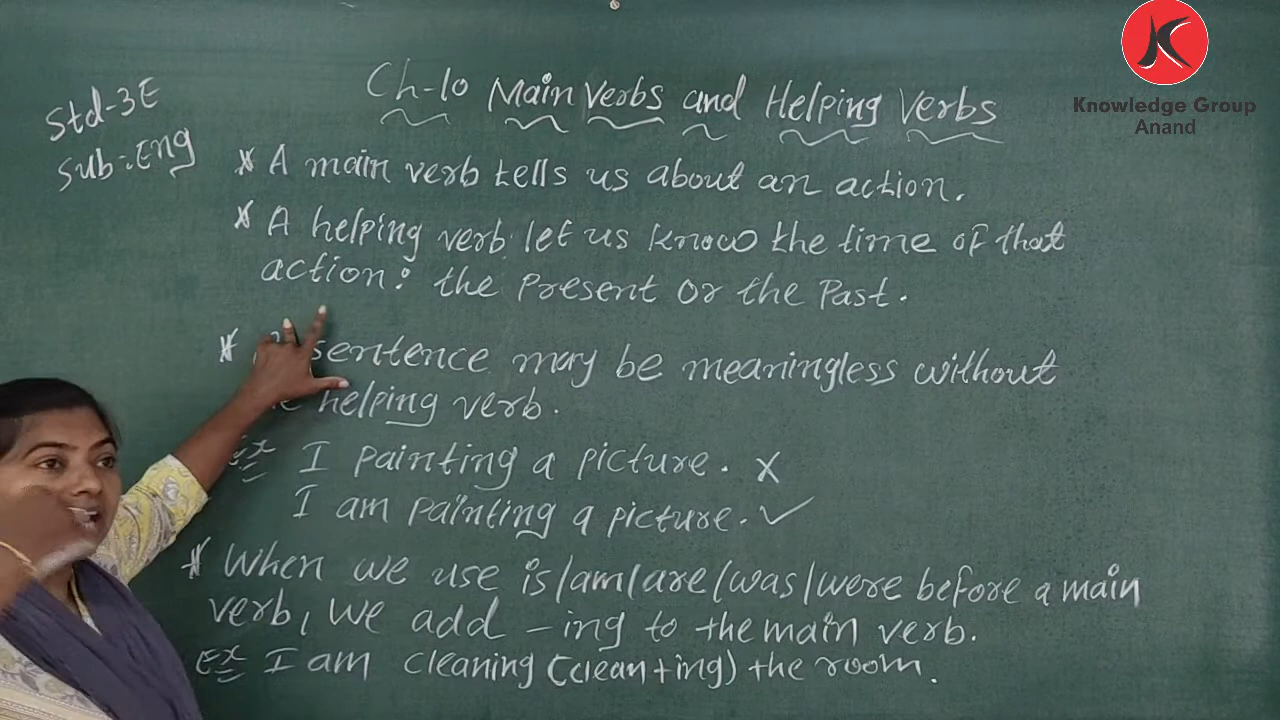 Std-3E
Sub:Eng
Ch-10 Main Verbs and Helping Verbs
* A main verb tells us about an action.
* A helping verb let us know the time of that
action: the Present or the Past.
* sentence may be meaningless without
helping verb.
Ex I painting a picture. ✗
I am painting a picture. ✓
* When we use is/am/are/was/were before a main
verb, We add -ing to the main verb.
Ex I am cleaning (clean+ing) the room.
Knowledge Group
Anand